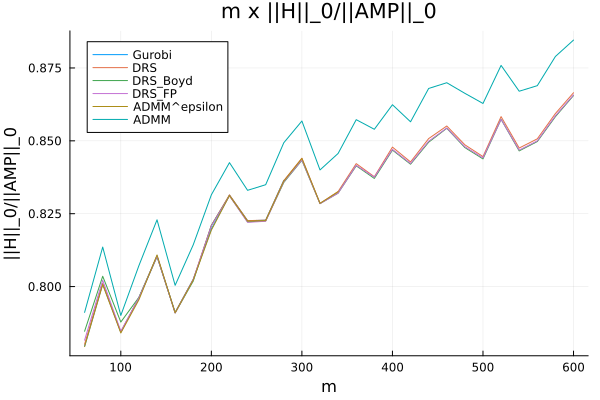 m x ||H||_0/||AMP||_0
||H||_0/||AMP||_0
Gurobi
DRS
DRS_Boyd
DRS_FP
ADMM^epsilon
ADMM
0.875
0.850
0.825
0.800
100 200 300 400 500 600
m